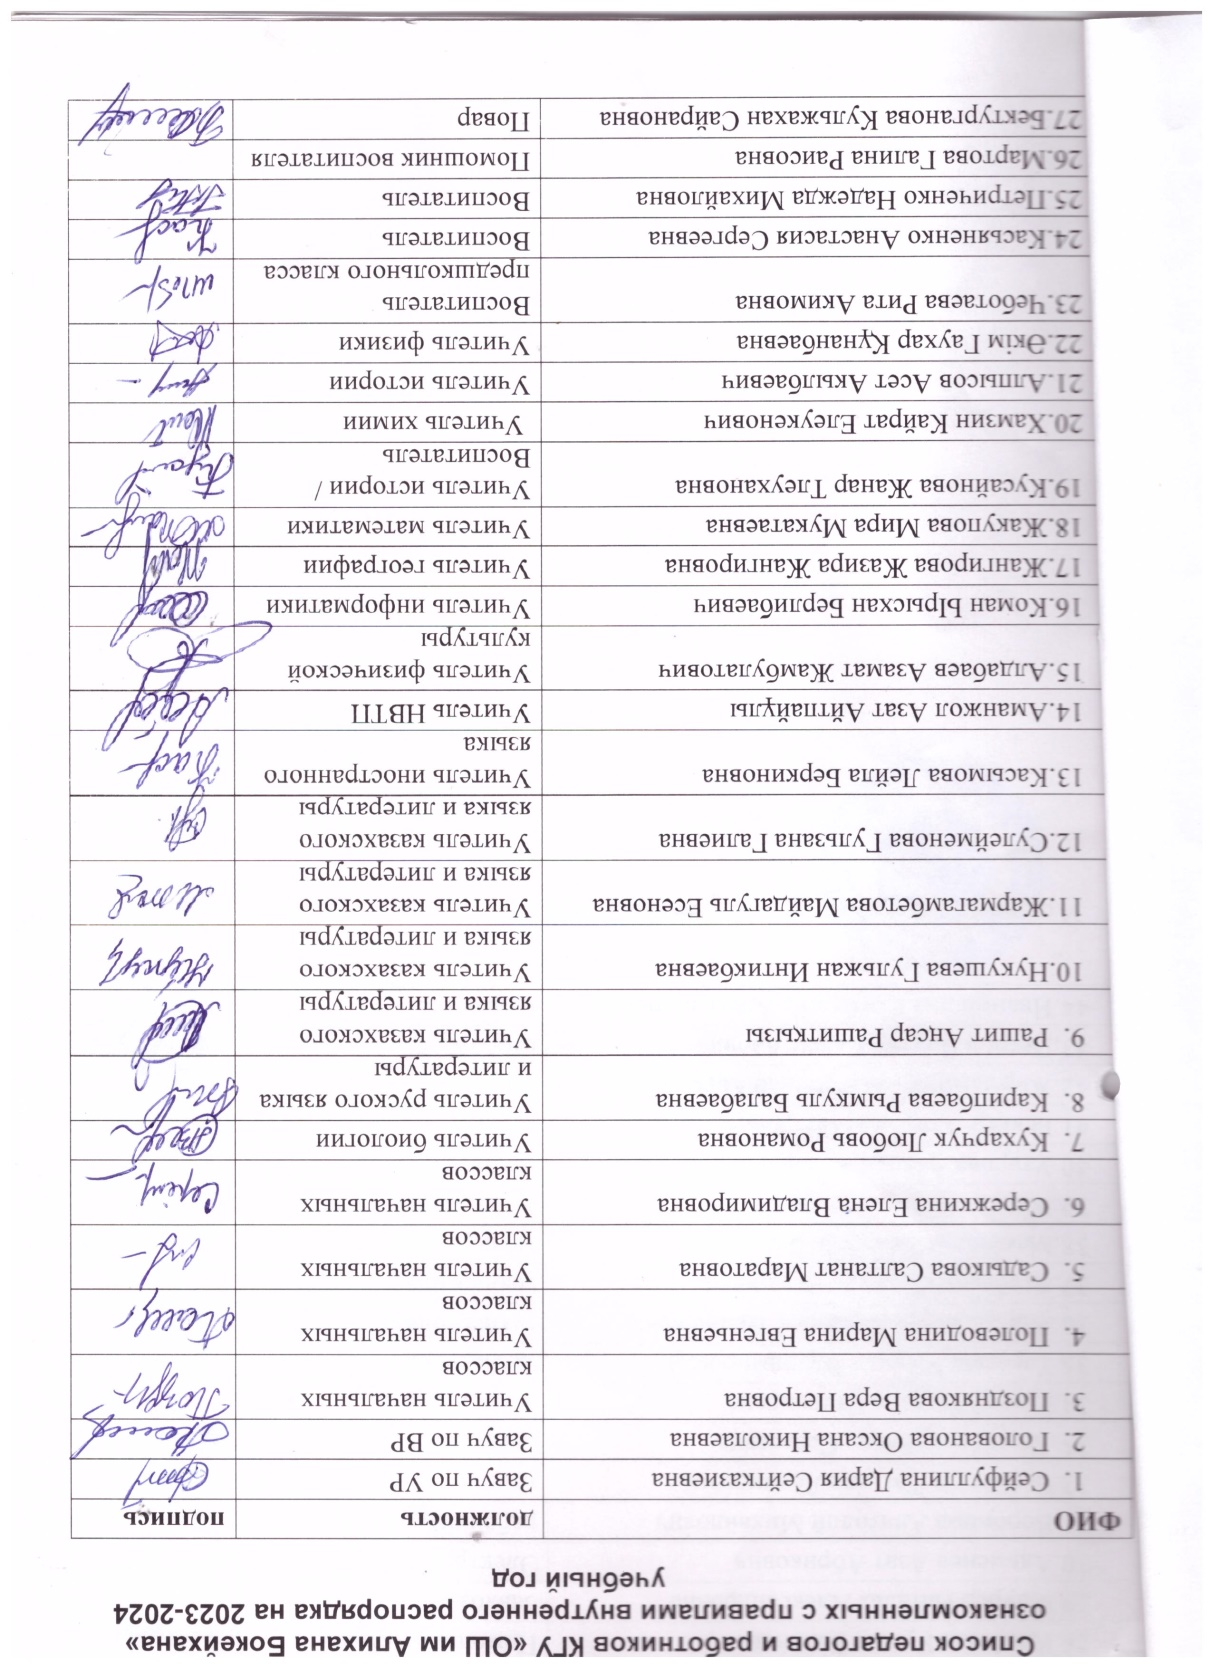 Список педагогов и работников КГУ «ОШ им Алихана Бокейхана»
ознакомленных с правилами внутреннего распорядка на 2023-2024
учебный год
ФИО должность подпись
1. Сейфуллина Дария Сейтказиевна Завуч по УР
2. Голованова Оксана Николаевна Завуч по ВР
3. Позднякова Вера Петровна Учитель начальных
классов
4. Полеводина Марина Евгеньевна Учитель начальных
классов
5. Садыкова Салтанат Маратовна Учитель начальных
классов
6. Сережкина Елена Владимировна Учитель начальных
классов
7. Кухарчук Любовь Романовна Учитель биологии
8. Карипбаева Рымкуль Балабаевна Учитель руского языка
и литературы
9. Рашит Аңсар Рашитқызы Учитель казахского
языка и литературы
10.Нукушева Гульжан Интикбаевна Учитель казахского
языка и литературы
11.Жармагамбетова Майдагуль Есеновна Учитель казахского
языка и литературы
12.Сулейменова Гульзана Галиевна Учитель казахского
языка и литературы
13.Касымова Лейла Беркиновна Учитель иностранного
языка
14.Аманжол Азат Айтпайұлы Учитель НВТП
15.Алдабаев Азамат Жамбулатович Учитель физической
культуры
16.Коман Ырысхан Берлибаевич Учитель информатики
17.Жангирова Жазира Жангировна Учитель географии
18.Жакупова Мира Мукатаевна Учитель математики
19.Кусайнова Жанар Тлеухановна Учитель истории /
Воспитатель
20.Хамзин Кайрат Елеукенович Учитель химии
21.Алпысов Асет Акылбаевич Учитель истории
22.Әкім Гаухар Құнанбаевна Учитель физики
23.Чеботаева Рита Акимовна Воспитатель
предшкольного класса
24.Касьяненко Анастасия Сергеевна Воспитатель
25.Петриченко Надежда Михайловна Воспитатель
26.Мартова Галина Раисовна Помошник воспитателя
27.Бектурганова Кульжахан Сайрановна Повар